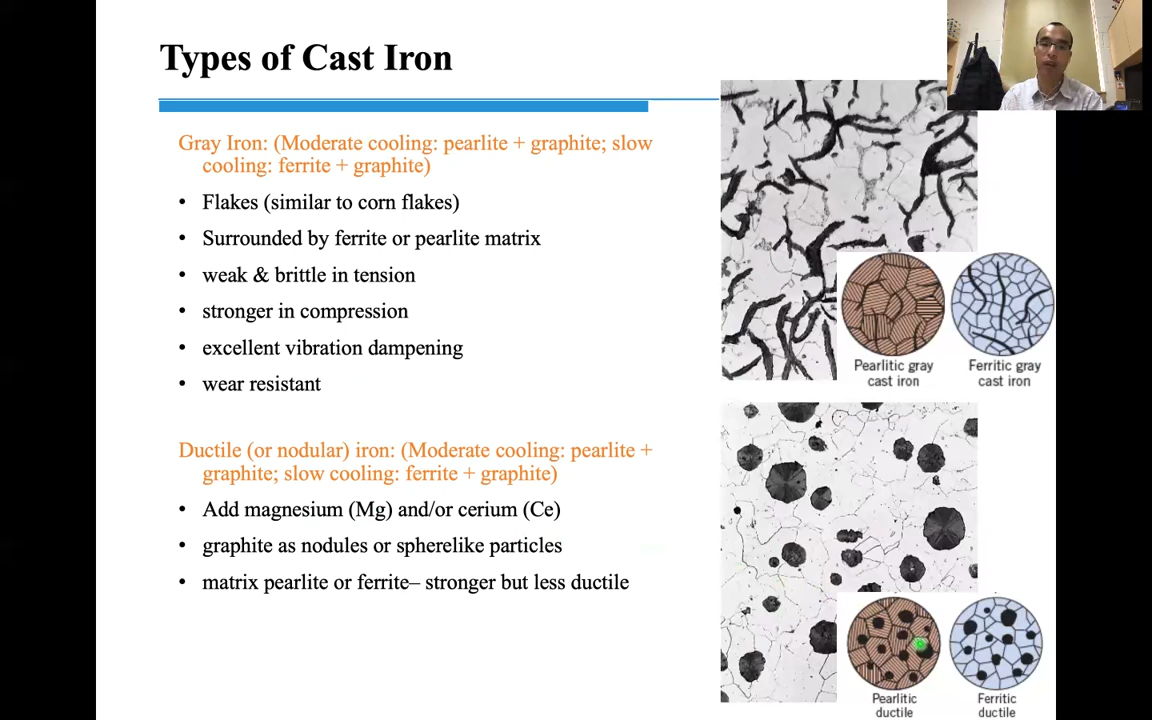 Types of Cast Iron
Gray Iron: (Moderate cooling: pearlite + graphite; slow
cooling: ferrite + graphite)
• Flakes (similar to corn flakes)
• Surrounded by ferrite or pearlite matrix
• weak & brittle in tension
• stronger in compression
• excellent vibration dampening
• wear resistant
Pearlitic gray
cast iron
Ferritic gray
cast iron
Ductile (or nodular) iron: (Moderate cooling: pearlite +
graphite; slow cooling: ferrite + graphite)
• Add magnesium (Mg) and/or cerium (Ce)
• graphite as nodules or spherelike particles
• matrix pearlite or ferrite– stronger but less ductile
Pearlitic
ductile
Ferritic
ductile